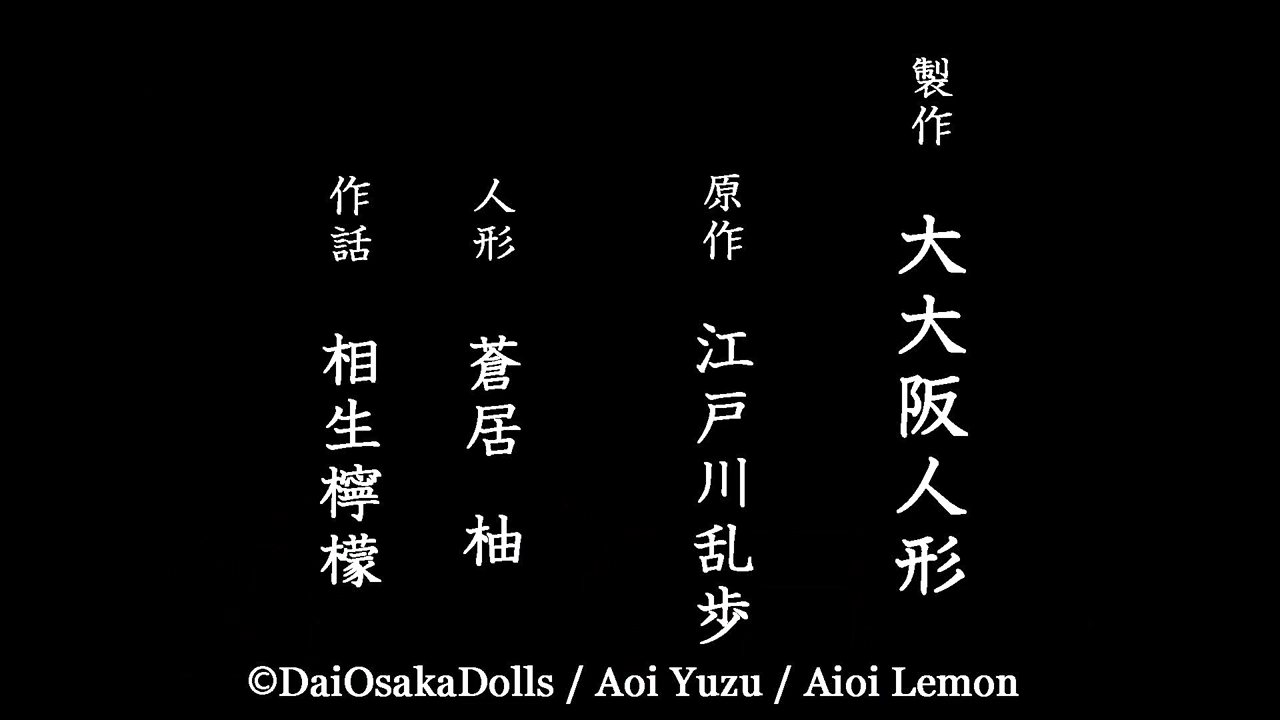 製作 大大阪人形
原作 江戸川乱歩
人形 蒼居 柚
作話 相生檸檬
©DaiOsakaDolls / Aoi Yuzu / Aioi Lemon